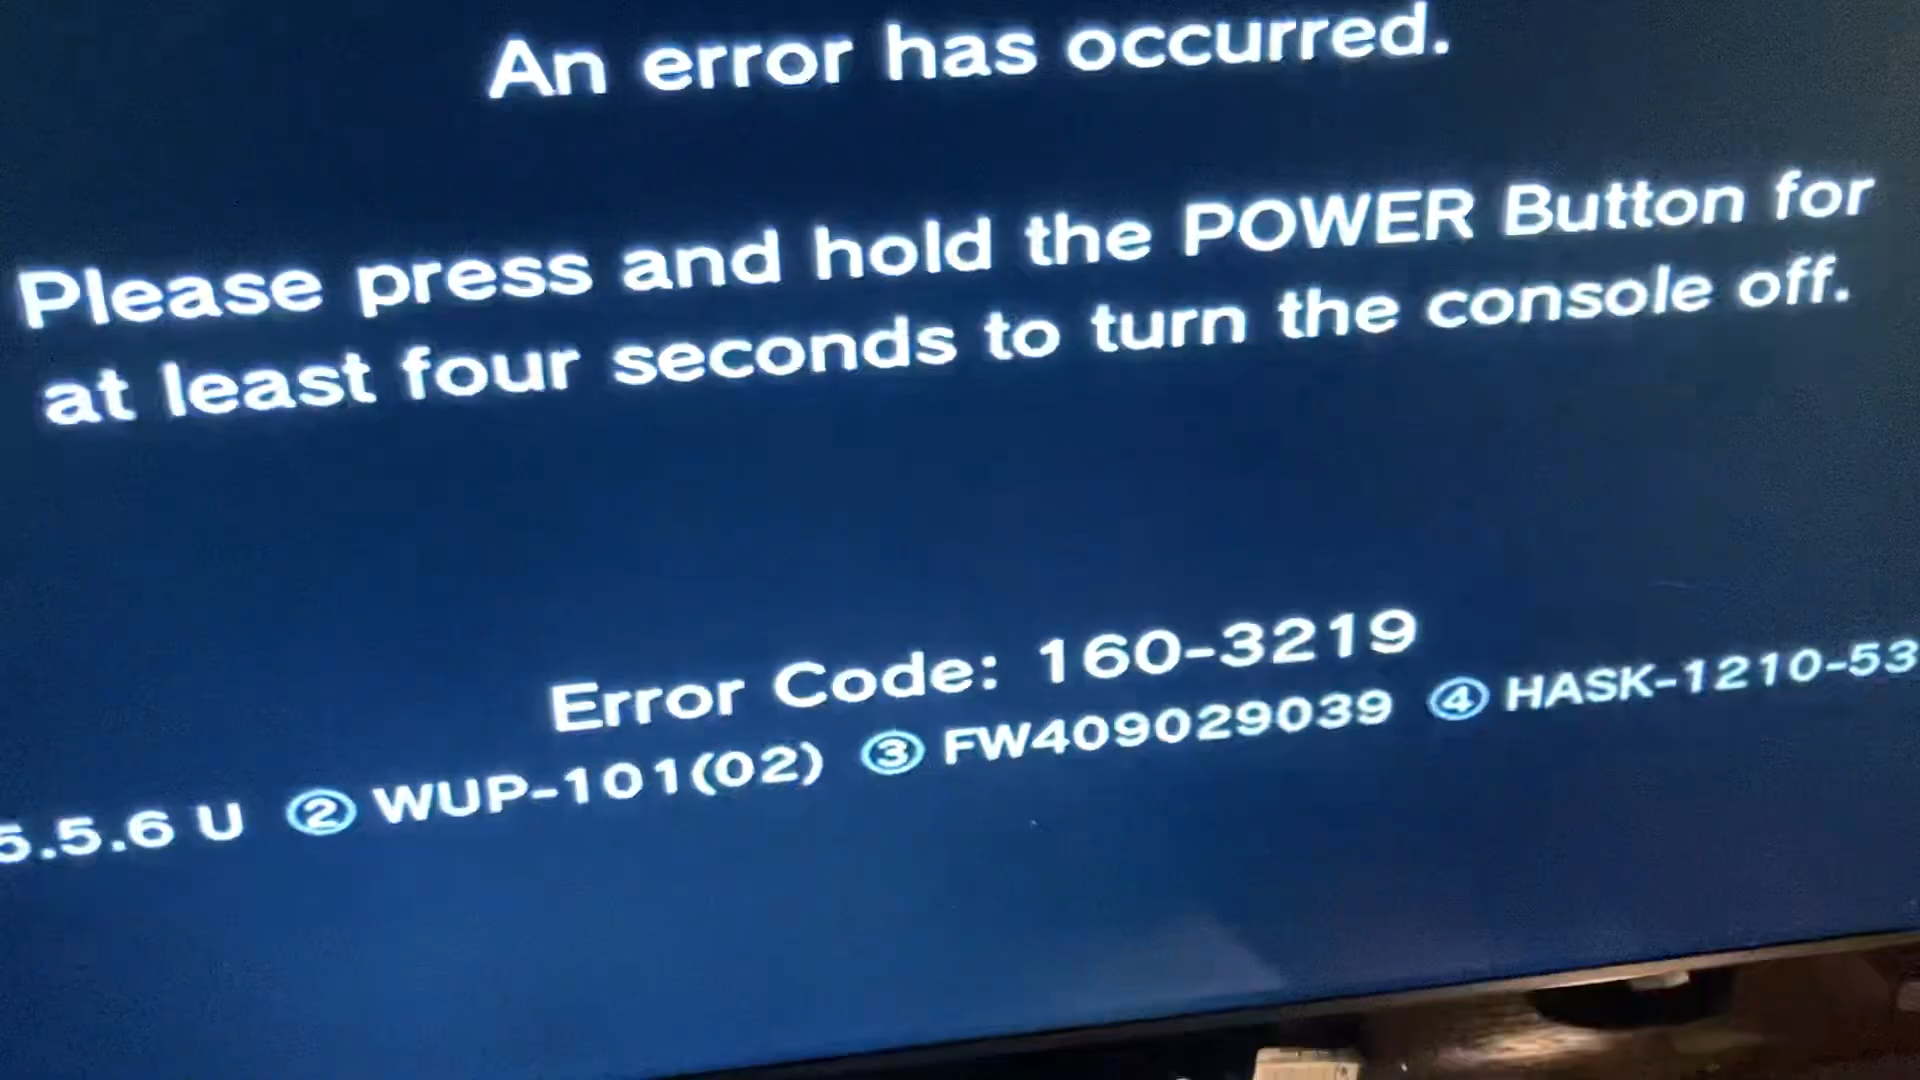 An error has occurred.
Please press and hold the POWER Button for
at least four seconds to turn the console off.
Error Code: 160-3219
5.5.6 U ② WUP-101(02) ③ FW409029039 ④ HASK-1210-53